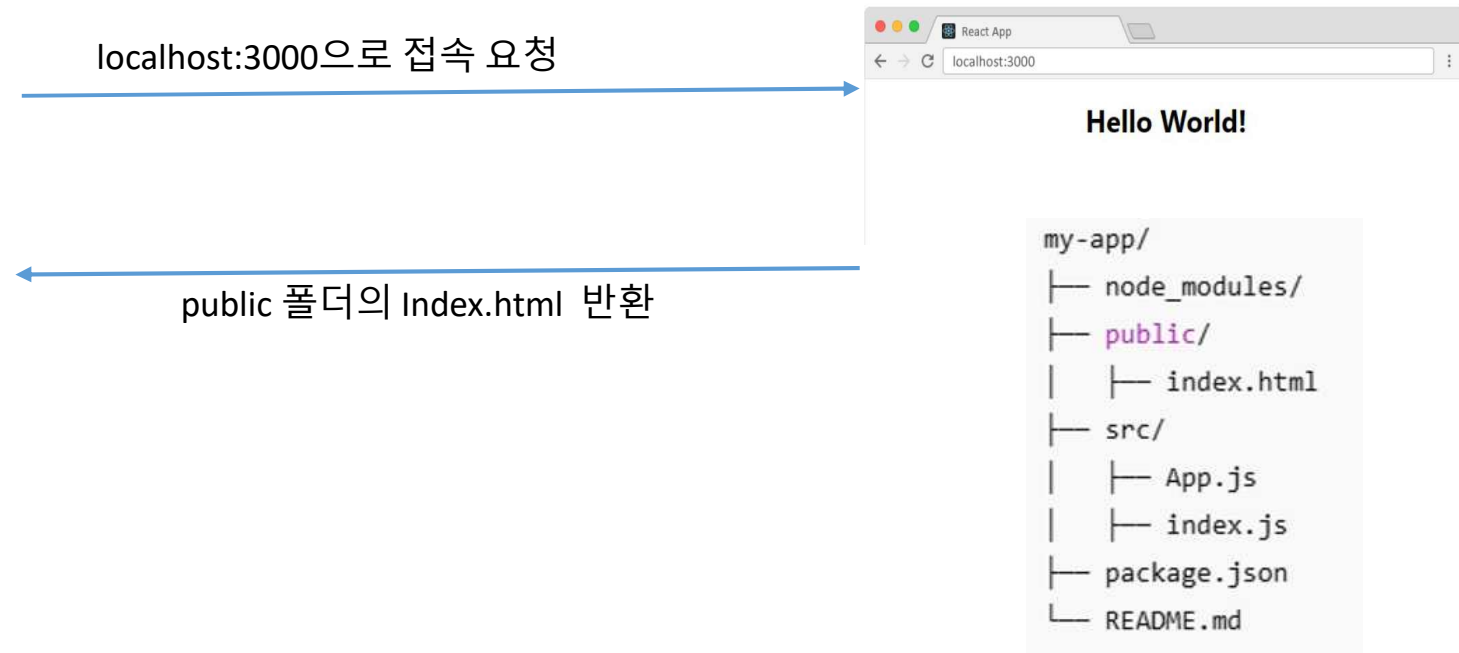 localhost:3000으로 접속 요청
public 폴더의 Index.html 반환
React App
localhost:3000
Hello World!
my-app/
├── node_modules/
├── public/
│   ├── index.html
├── src/
│   ├── App.js
│   ├── index.js
├── package.json
└── README.md